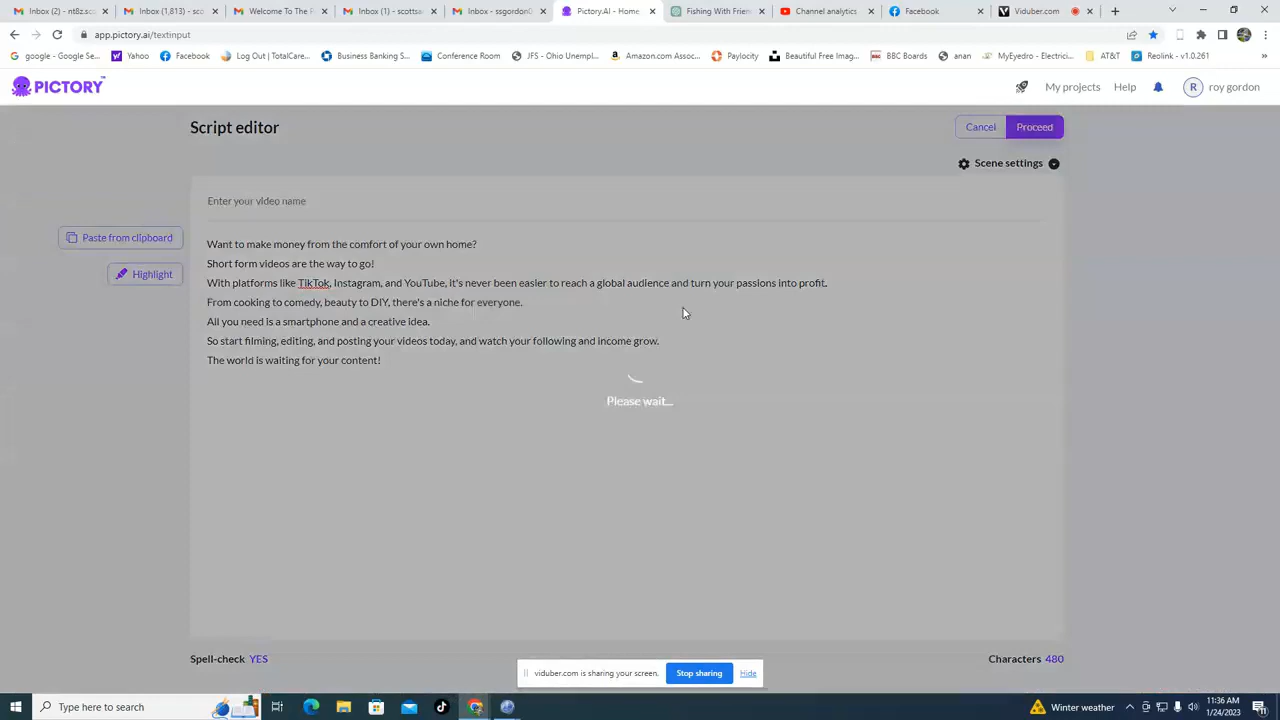 Inbox (2) - nt8z.sco
Inbox (1,813) - sco
Welcome To The F
Inbox (1) - scottsa
Inbox - ssgordon0
Pictory.AI - Home
Fishing With Frien
Channel analytics
Facebook
Viduber.com
app.pictory.ai/textinput
google - Google Se...
Yahoo
Facebook
Log Out | TotalCare...
Business Banking S...
Conference Room
JFS - Ohio Unempl...
Amazon.com Assoc...
Paylocity
Beautiful Free Imag...
BBC Boards
anan
MyEyedro - Electrici...
AT&T
Reolink - v1.0.261
PICTORY
My projects
Help
R
roy gordon
Script editor
Cancel
Proceed
Scene settings
Enter your video name
Paste from clipboard
Highlight
Want to make money from the comfort of your own home?
Short form videos are the way to go!
With platforms like TikTok, Instagram, and YouTube, it's never been easier to reach a global audience and turn your passions into profit.
From cooking to comedy, beauty to DIY, there's a niche for everyone.
All you need is a smartphone and a creative idea.
So start filming, editing, and posting your videos today, and watch your following and income grow.
The world is waiting for your content!
Please wait...
Spell-check YES
Characters 480
viduber.com is sharing your screen.
Stop sharing
Hide
Type here to search
Winter weather
11:36 AM
1/24/2023